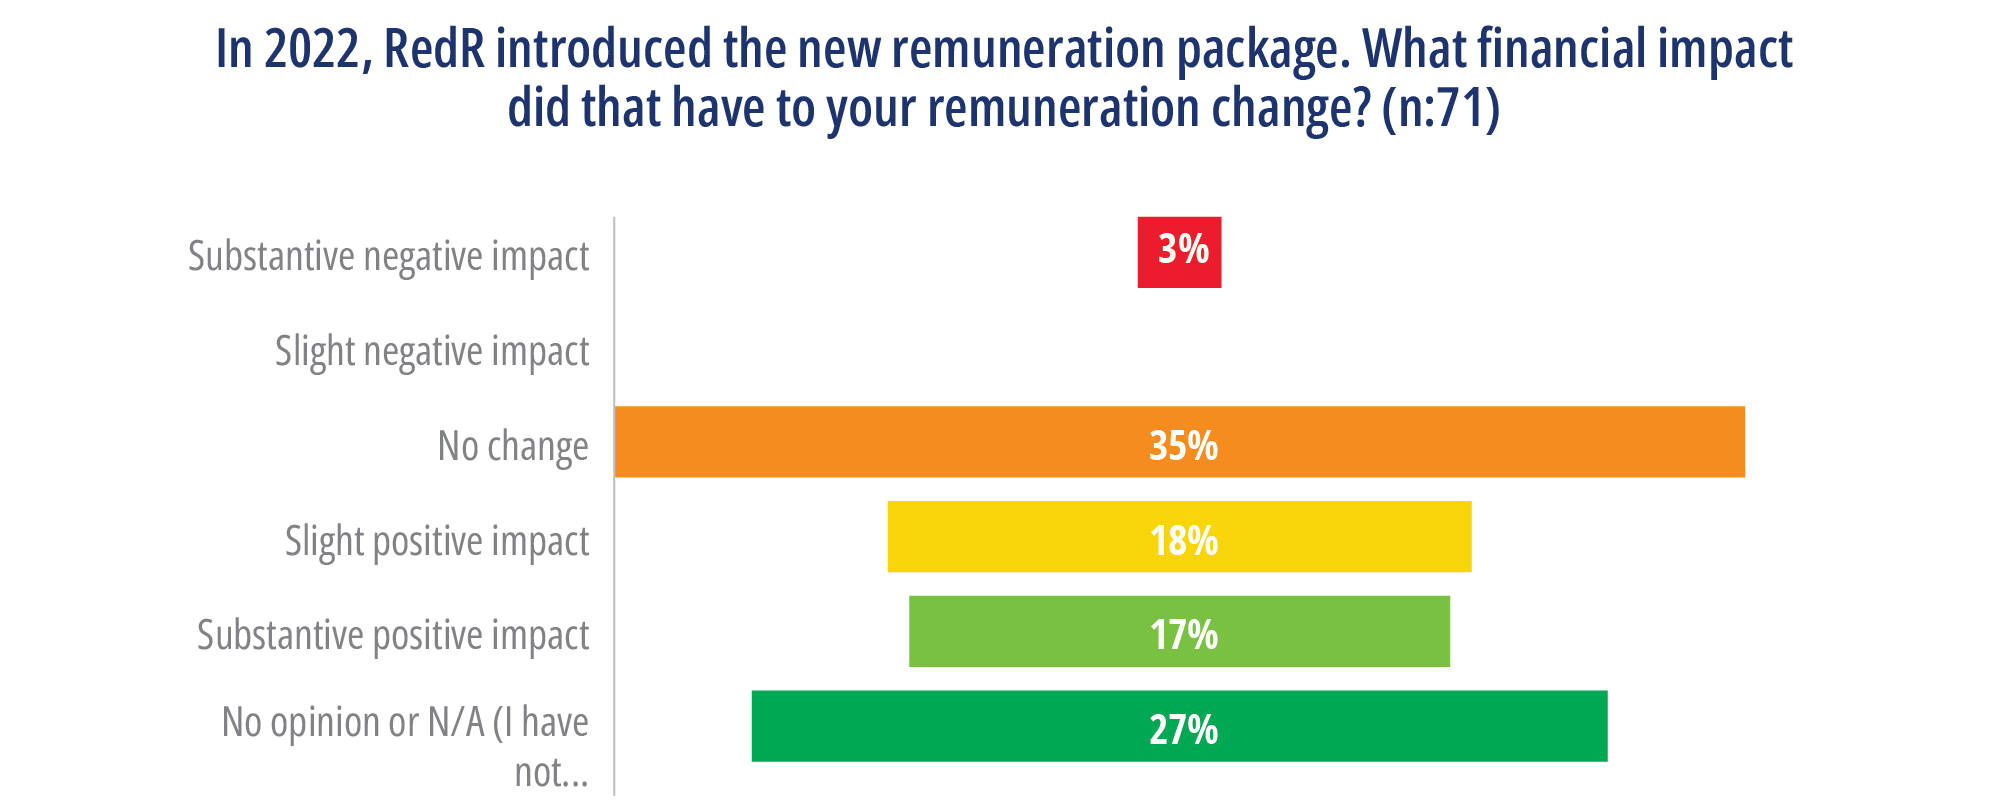 In 2022, RedR introduced the new remuneration package. What financial impact
did that have to your remuneration change? (n:71)
Substantive negative impact
3%
Slight negative impact
No change
35%
Slight positive impact
18%
Substantive positive impact
17%
No opinion or N/A (I have
not...
27%